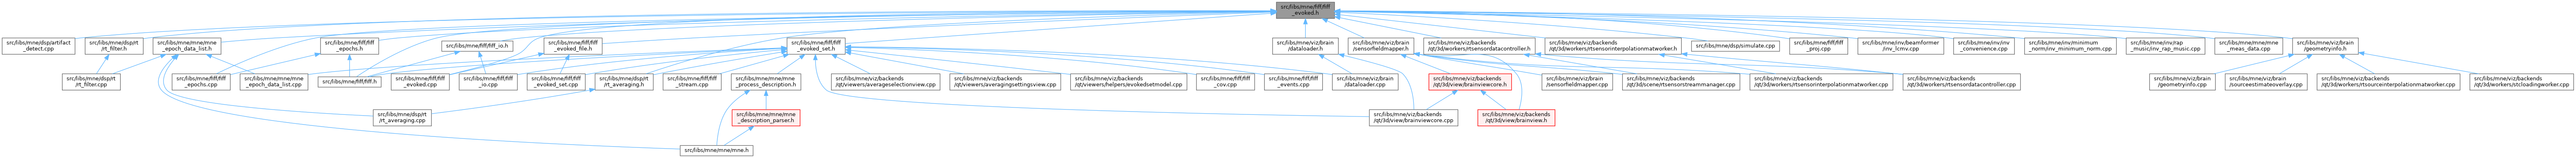 src/libs/mne/fiff/fiff
_evoked.h
src/libs/mne/dsp/artifact
_detect.cpp
src/libs/mne/dsp/rt
/rt_filter.h
src/libs/mne/mne/mne
_epoch_data_list.h
src/libs/mne/fiff/fiff
_epochs.h
src/libs/mne/fiff/fiff_io.h
src/libs/mne/fiff/fiff
_evoked_file.h
src/libs/mne/fiff/fiff
_evoked_set.h
src/libs/mne/viz/brain
/dataloader.h
src/libs/mne/viz/brain
/sensorfieldmapper.h
src/libs/mne/viz/backends
/qt/3d/workers/rtsensordatacontroller.h
src/libs/mne/viz/backends
/qt/3d/workers/rtsensorinterpolationmatworker.h
src/libs/mne/dsp/simulate.cpp
src/libs/mne/fiff/fiff
_proj.cpp
src/libs/mne/inv/beamformer
/inv_lcmv.cpp
src/libs/mne/inv/inv
_convenience.cpp
src/libs/mne/inv/minimum
_norm/inv_minimum_norm.cpp
src/libs/mne/inv/rap
_music/inv_rap_music.cpp
src/libs/mne/mne/mne
_meas_data.cpp
src/libs/mne/viz/brain
/geometryinfo.h
src/libs/mne/dsp/rt
/rt_filter.cpp
src/libs/mne/fiff/fiff
_epochs.cpp
src/libs/mne/mne/mne
_epoch_data_list.cpp
src/libs/mne/fiff/fiff.h
src/libs/mne/fiff/fiff
_evoked.cpp
src/libs/mne/fiff/fiff
_io.cpp
src/libs/mne/fiff/fiff
_evoked_set.cpp
src/libs/mne/dsp/rt
/rt_averaging.h
src/libs/mne/fiff/fiff
_stream.cpp
src/libs/mne/mne/mne
_process_description.h
src/libs/mne/viz/backends
/qt/viewers/averageselectionview.cpp
src/libs/mne/viz/backends
/qt/viewers/averagingsettingsview.cpp
src/libs/mne/viz/backends
/qt/viewers/helpers/evokedsetmodel.cpp
src/libs/mne/fiff/fiff
_cov.cpp
src/libs/mne/fiff/fiff
_events.cpp
src/libs/mne/viz/brain
/dataloader.cpp
src/libs/mne/viz/backends
/qt/3d/view/brainviewcore.h
src/libs/mne/viz/brain
/sensorfieldmapper.cpp
src/libs/mne/viz/backends
/qt/3d/scene/rtsensorstreammanager.cpp
src/libs/mne/viz/backends
/qt/3d/workers/rtsensorinterpolationmatworker.cpp
src/libs/mne/viz/backends
/qt/3d/workers/rtsensordatacontroller.cpp
src/libs/mne/viz/brain
/geometryinfo.cpp
src/libs/mne/viz/brain
/sourceestimateoverlay.cpp
src/libs/mne/viz/backends
/qt/3d/workers/rtsourceinterpolationmatworker.cpp
src/libs/mne/viz/backends
/qt/3d/workers/stcloadingworker.cpp
src/libs/mne/dsp/rt
/rt_averaging.cpp
src/libs/mne/mne/mne
_description_parser.h
src/libs/mne/viz/backends
/qt/3d/view/brainviewcore.cpp
src/libs/mne/viz/backends
/qt/3d/view/brainview.h
src/libs/mne/mne/mne.h